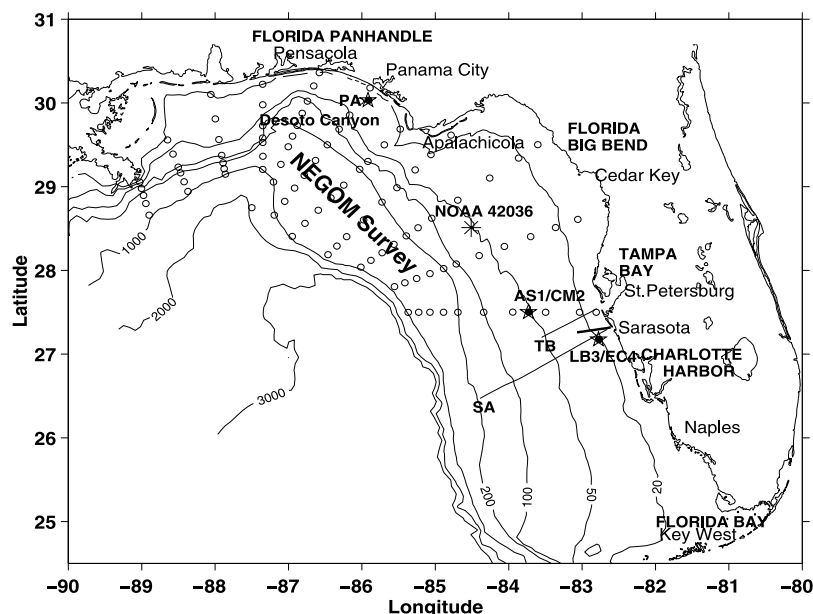 31
30
29
28
27
26
25
Latitude
−90
−89
−88
−87
−86
−85
−84
−83
−82
−81
−80
Longitude
FLORIDA PANHANDLE
Pensacola
Panama City
PA
Desoto Canyon
Apalachicola
FLORIDA
BIG BEND
Cedar Key
NEGOM Survey
NOAA 42036
TAMPA
BAY
St.Petersburg
AS1/CM2
Sarasota
TB
LB3/EC4
CHARLOTTE
HARBOR
SA
Naples
FLORIDA BAY
Key West
1000
2000
3000
200
100
50
20